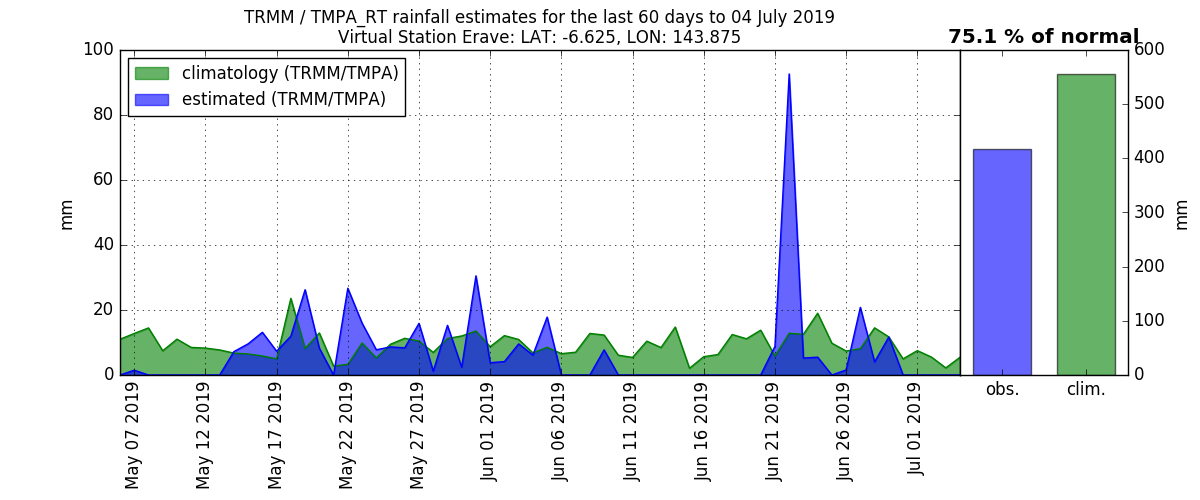 TRMM / TMPA_RT rainfall estimates for the last 60 days to 04 July 2019
Virtual Station Erave: LAT: -6.625, LON: 143.875
75.1 % of normal
climatology (TRMM/TMPA)
estimated (TRMM/TMPA)
100
80
60
40
20
0
mm
May 07 2019
May 12 2019
May 17 2019
May 22 2019
May 27 2019
Jun 01 2019
Jun 06 2019
Jun 11 2019
Jun 16 2019
Jun 21 2019
Jun 26 2019
Jul 01 2019
obs.
clim.
600
500
400
300
200
100
0
mm